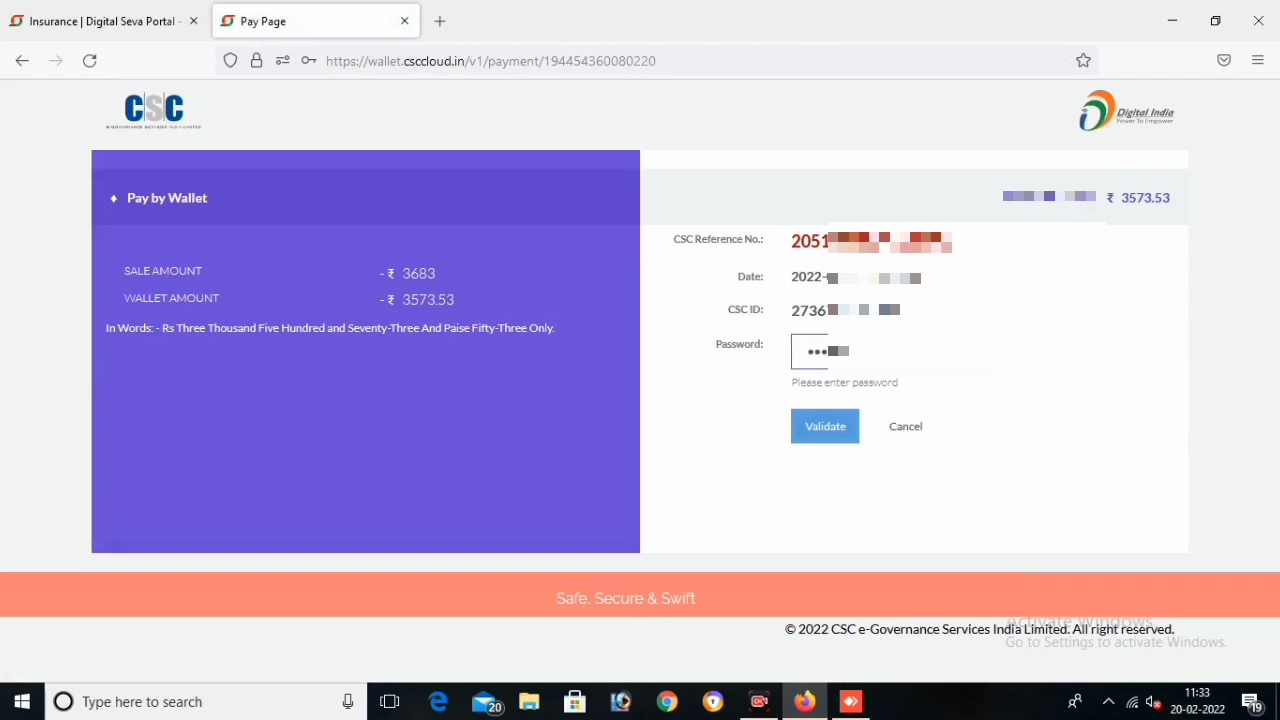 Insurance | Digital Seva Portal -
Pay Page
https://wallet.csccloud.in/v1/payment/194454360080220
CSC
E-GOVERNANCE SERVICES INDIA LIMITED
Digital India
Power To Empower
Pay by Wallet
₹ 3573.53
SALE AMOUNT - ₹ 3683
WALLET AMOUNT - ₹ 3573.53
In Words: - Rs Three Thousand Five Hundred and Seventy-Three And Paise Fifty-Three Only.
CSC Reference No.: 2051
Date: 2022-
CSC ID: 2736
Password:
Please enter password
Validate Cancel
Safe, Secure & Swift
© 2022 CSC e-Governance Services India Limited. All right reserved.
Activate Windows
Go to Settings to activate Windows.
Type here to search
20
11:33
20-02-2022
19